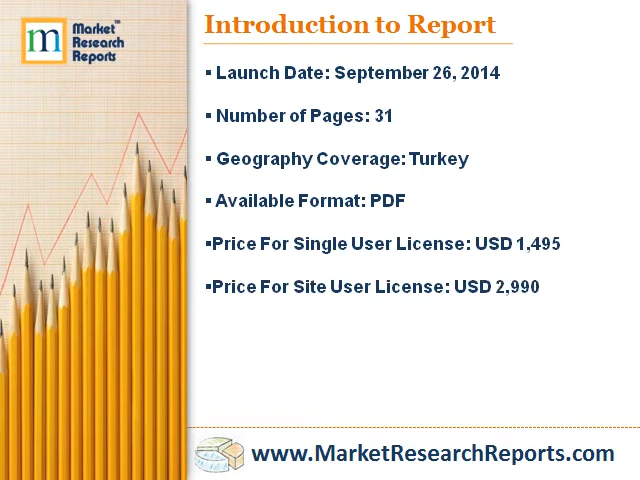 m
Market™
Research
Reports
Introduction to Report
▪ Launch Date: September 26, 2014
▪ Number of Pages: 31
▪ Geography Coverage: Turkey
▪ Available Format: PDF
▪Price For Single User License: USD 1,495
▪Price For Site User License: USD 2,990
www.MarketResearchReports.com